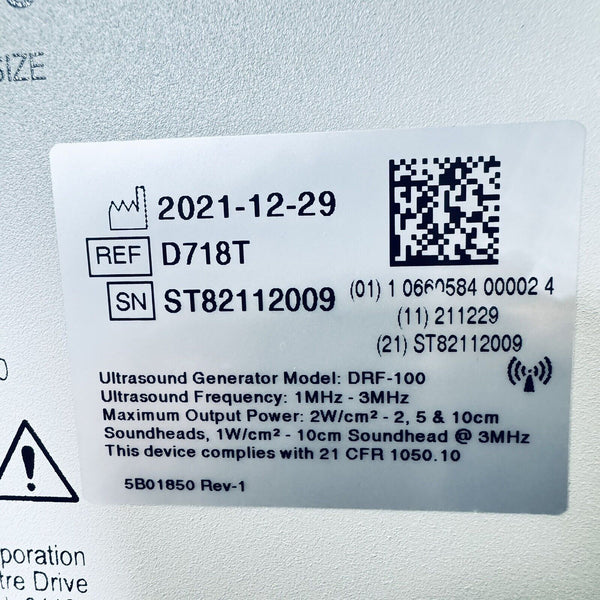 SIZE
2021-12-29
REF D718T
SN ST82112009
(01) 1 0660584 00002 4
(11) 211229
(21) ST82112009
Ultrasound Generator Model: DRF-100
Ultrasound Frequency: 1MHz - 3MHz
Maximum Output Power: 2W/cm² - 2, 5 & 10cm
Soundheads, 1W/cm² - 10cm Soundhead @ 3MHz
This device complies with 21 CFR 1050.10
5B01850 Rev-1
poration
tre Drive